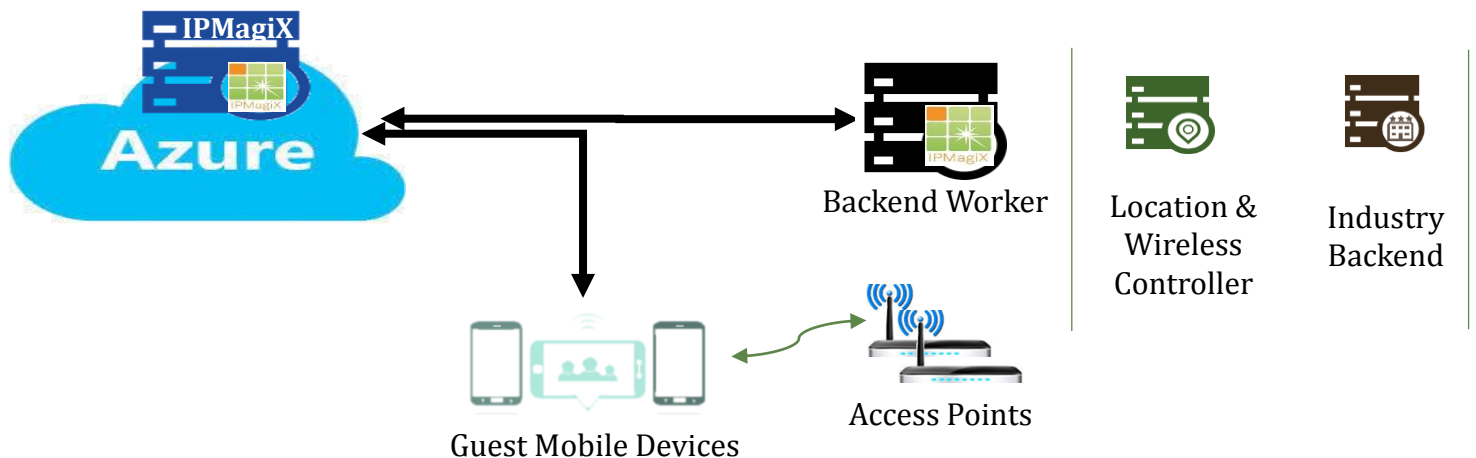 IPMagiX
IPMagiX
Azure
IPMagiX
Backend Worker
Location &
Wireless
Controller
Industry
Backend
Access Points
Guest Mobile Devices